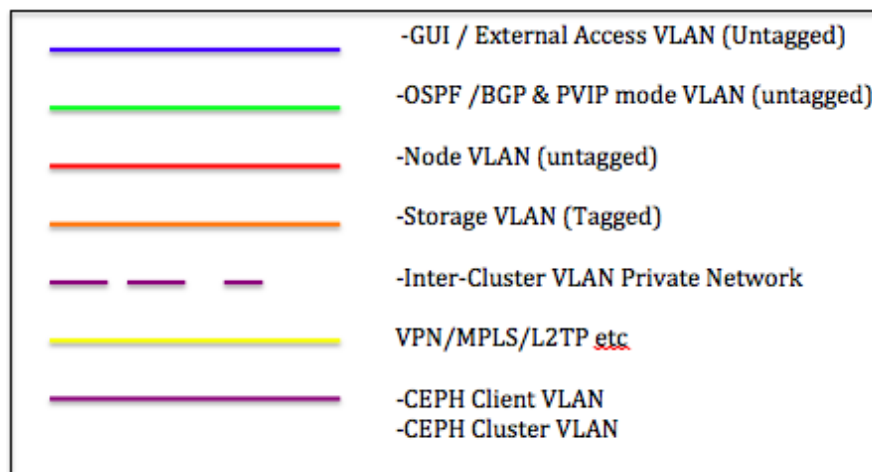 -GUI / External Access VLAN (Untagged)
-OSPF /BGP & PVIP mode VLAN (untagged)
-Node VLAN (untagged)
-Storage VLAN (Tagged)
-Inter-Cluster VLAN Private Network
VPN/MPLS/L2TP etc
-CEPH Client VLAN
-CEPH Cluster VLAN